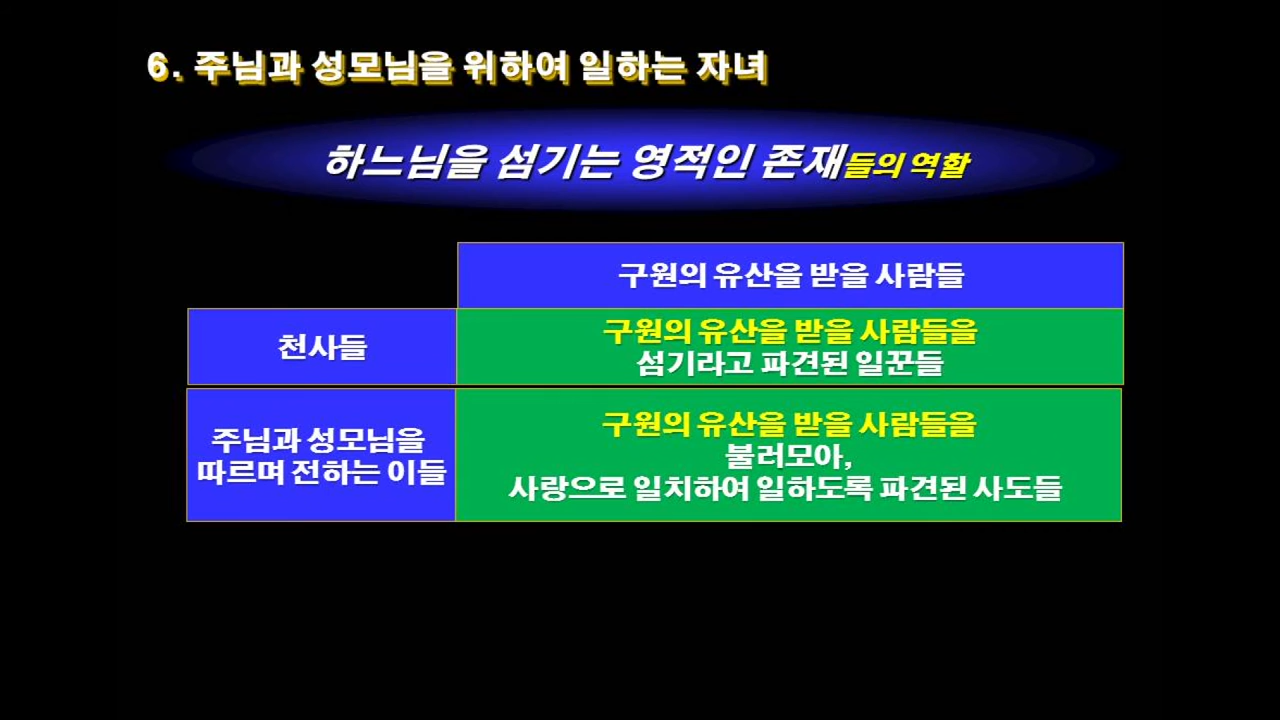 6. 주님과 성모님을 위하여 일하는 자녀
하느님을 섬기는 영적인 존재들의 역활
구원의 유산을 받을 사람들
천사들
구원의 유산을 받을 사람들을
섬기라고 파견된 일꾼들
주님과 성모님을
따르며 전하는 이들
구원의 유산을 받을 사람들을
불러모아,
사랑으로 일치하여 일하도록 파견된 사도들